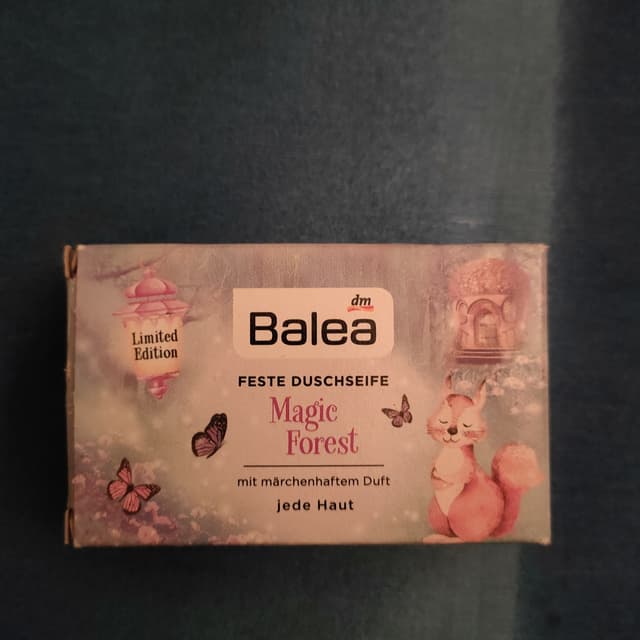 Limited
Edition
dm
Balea
FESTE DUSCHSEIFE
Magic
Forest
mit märchenhaftem Duft
jede Haut